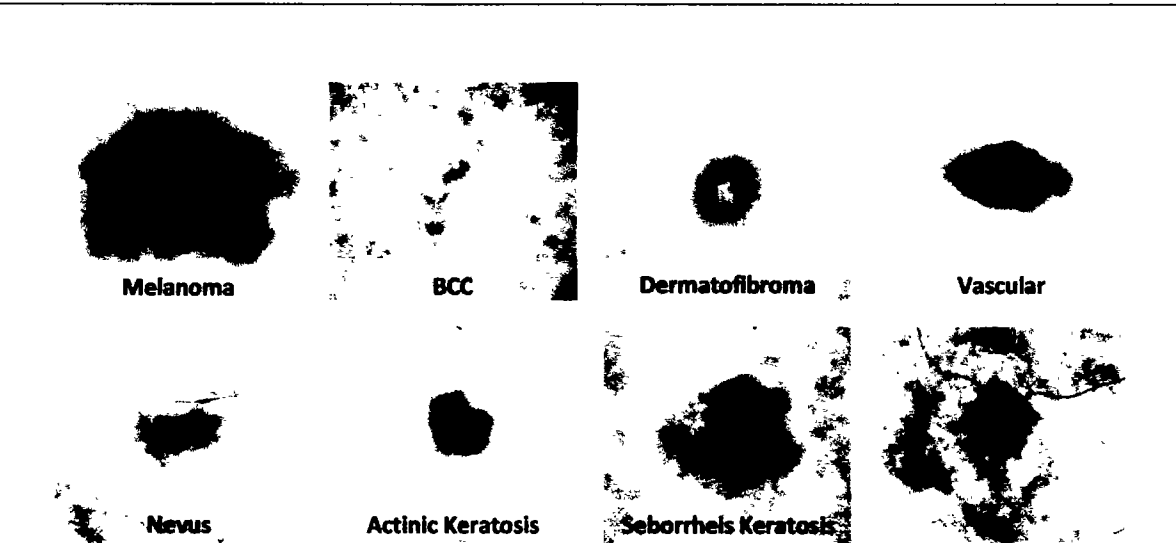 Melanoma
BCC
Dermatofibroma
Vascular
Nevus
Actinic Keratosis
Seborrheis Keratosis